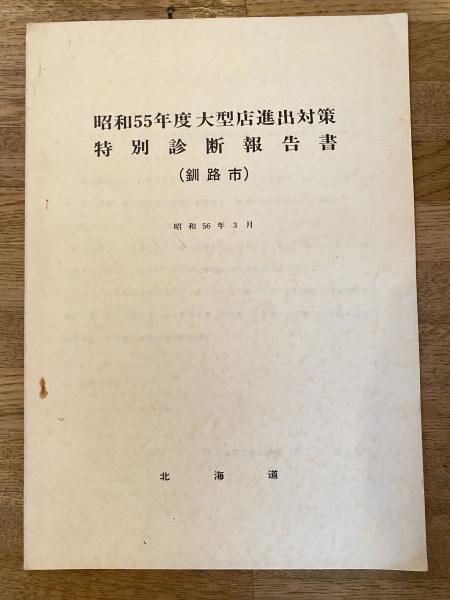 昭和55年度大型店進出対策
特別診断報告書
(釧路市)
昭和56年3月
北海道